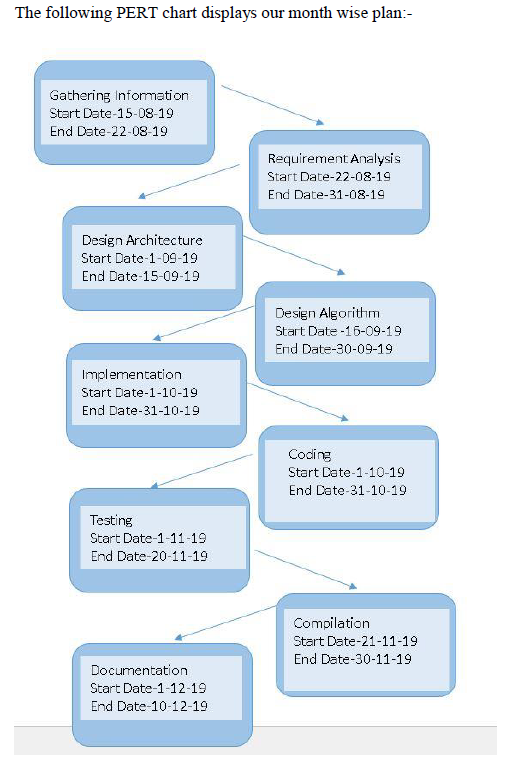 The following PERT chart displays our month wise plan:-
Gathering Information
Start Date-15-08-19
End Date-22-08-19
Requirement Analysis
Start Date-22-08-19
End Date-31-08-19
Design Architecture
Start Date-1-09-19
End Date-15-09-19
Design Algorithm
Start Date -16-09-19
End Date-30-09-19
Implementation
Start Date-1-10-19
End Date-31-10-19
Coding
Start Date-1-10-19
End Date-31-10-19
Testing
Start Date-1-11-19
End Date-20-11-19
Compilation
Start Date-21-11-19
End Date-30-11-19
Documentation
Start Date-1-12-19
End Date-10-12-19